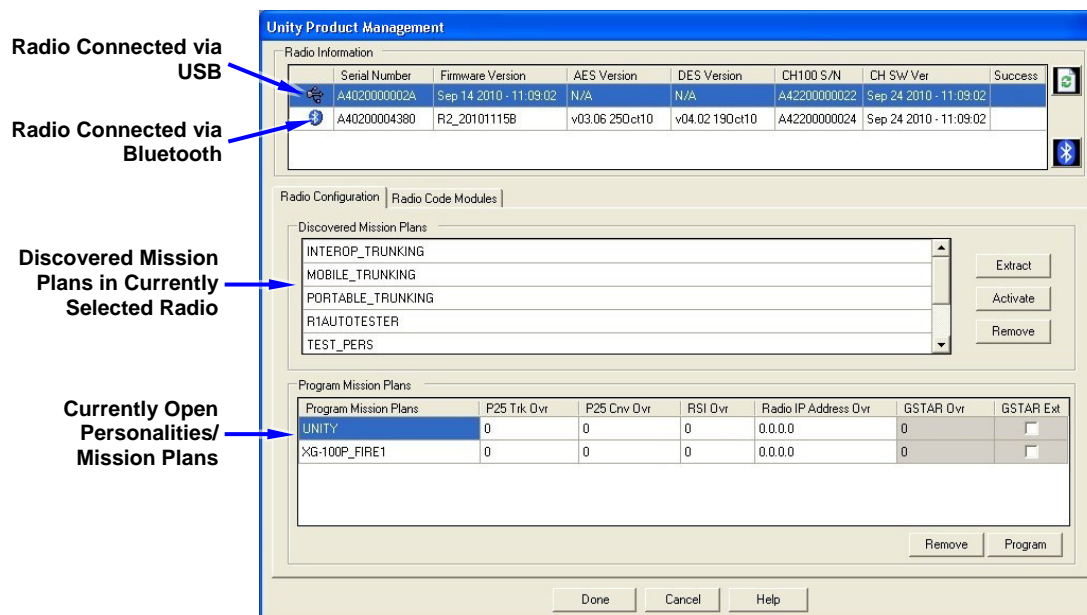 Unity Product Management
Radio Connected via
USB
Radio Connected via
Bluetooth
Discovered Mission
Plans in Currently
Selected Radio
Currently Open
Personalities/
Mission Plans
Radio Information
Serial Number Firmware Version AES Version DES Version CH100 S/N CH SW Ver Success
A4020000002A Sep 14 2010 - 11:09:02 N/A N/A A42200000022 Sep 24 2010 - 11:09:02
A40200004380 R2_20101115B v03.06 25Oct10 v04.02 19Oct10 A42200000024 Sep 24 2010 - 11:09:02
Radio Configuration Radio Code Modules
Discovered Mission Plans
INTEROP_TRUNKING
MOBILE_TRUNKING
PORTABLE_TRUNKING
R1AUTOTESTER
TEST_PERS
Extract
Activate
Remove
Program Mission Plans
Program Mission Plans P25 Trk Ovr P25 Cnv Ovr RSI Ovr Radio IP Address Ovr GSTAR Ovr GSTAR Ext
UNITY 0 0 0 0.0.0.0 0
XG-100P_FIRE1 0 0 0 0.0.0.0 0
Remove Program
Done Cancel Help